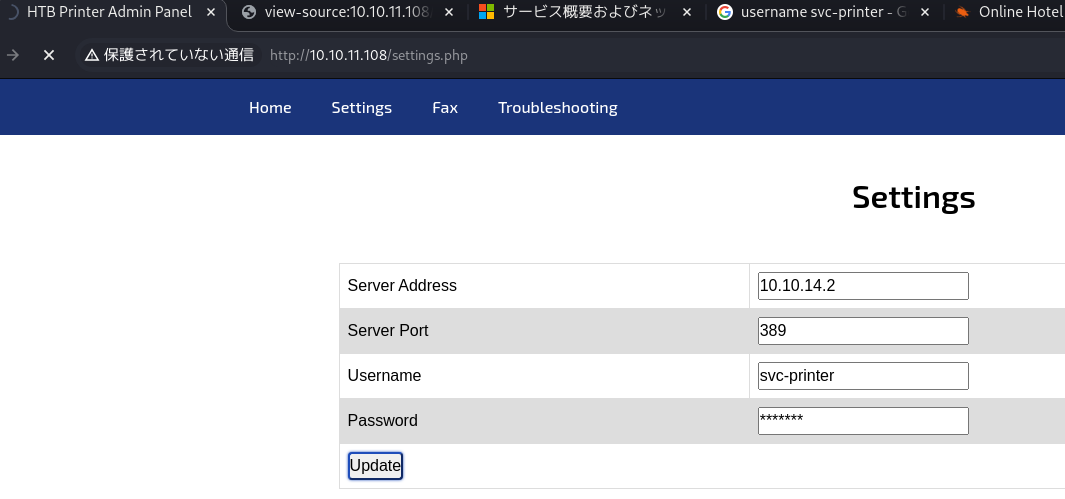 HTB Printer Admin Panel × view-source:10.10.11.108 × サービス概要およびネッ × username svc-printer - G × Online Hotel
保護されていない通信 http://10.10.11.108/settings.php
Home Settings Fax Troubleshooting
Settings
Server Address 10.10.14.2
Server Port 389
Username svc-printer
Password *******
Update